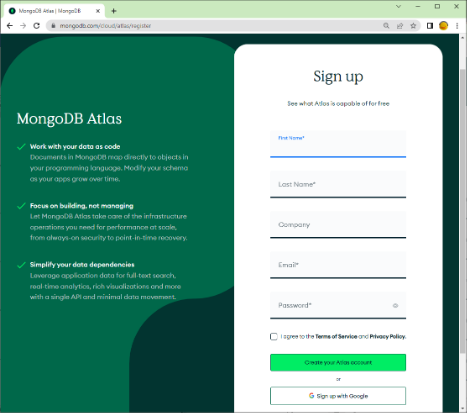 MongoDB Atlas | MongoDB
mongodb.com/cloud/atlas/register
MongoDB Atlas
Work with your data as code
Documents in MongoDB map directly to objects in
your programming language. Modify your schema
as your apps grow over time.
Focus on building, not managing
Let MongoDB Atlas take care of the infrastructure
operations you need for performance at scale,
from always-on security to point-in-time recovery.
Simplify your data dependencies
Leverage application data for full-text search,
real-time analytics, rich visualizations and more
with a single API and minimal data movement.
Sign up
See what Atlas is capable of for free
First Name*
Last Name*
Company
Email*
Password*
I agree to the Terms of Service and Privacy Policy.
Create your Atlas account
or
Sign up with Google